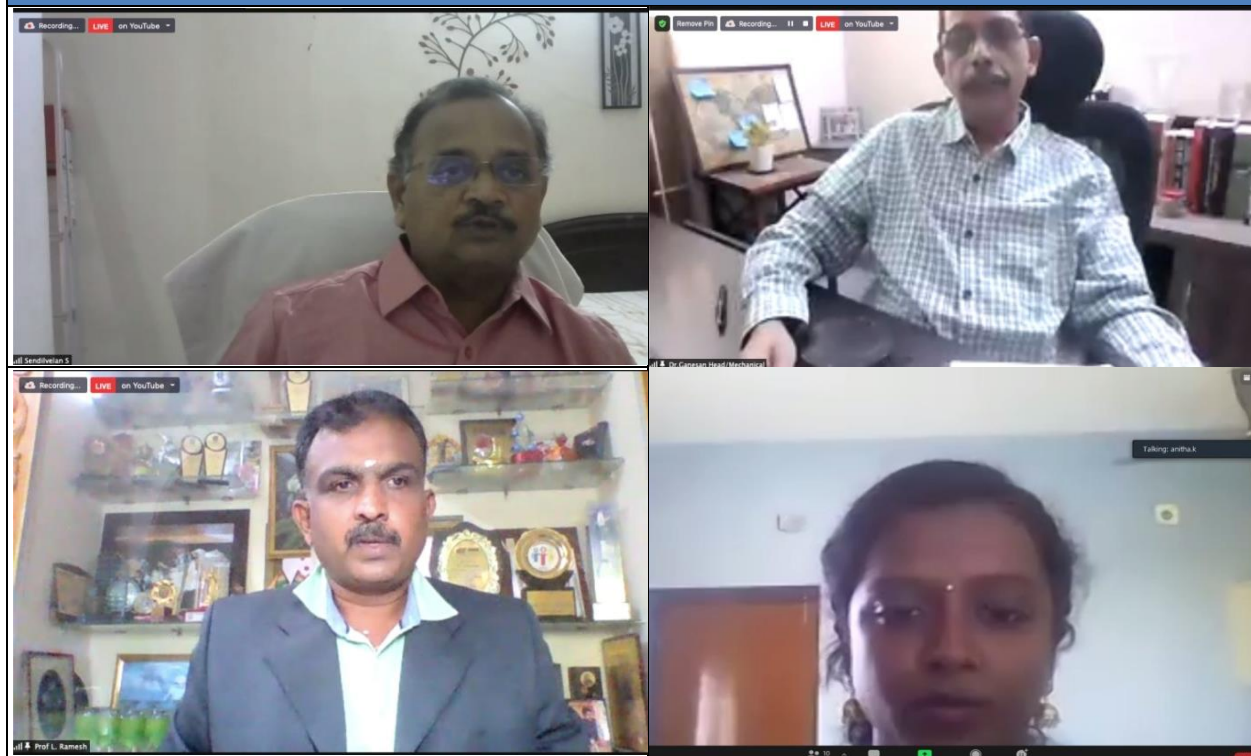 Recording... LIVE on YouTube
Remove Pin Recording... LIVE on YouTube
Sendilvelan S
Dr.Ganesan Head/Mechanical
Recording... LIVE on YouTube
Talking: anitha.k
Prof L. Ramesh
10